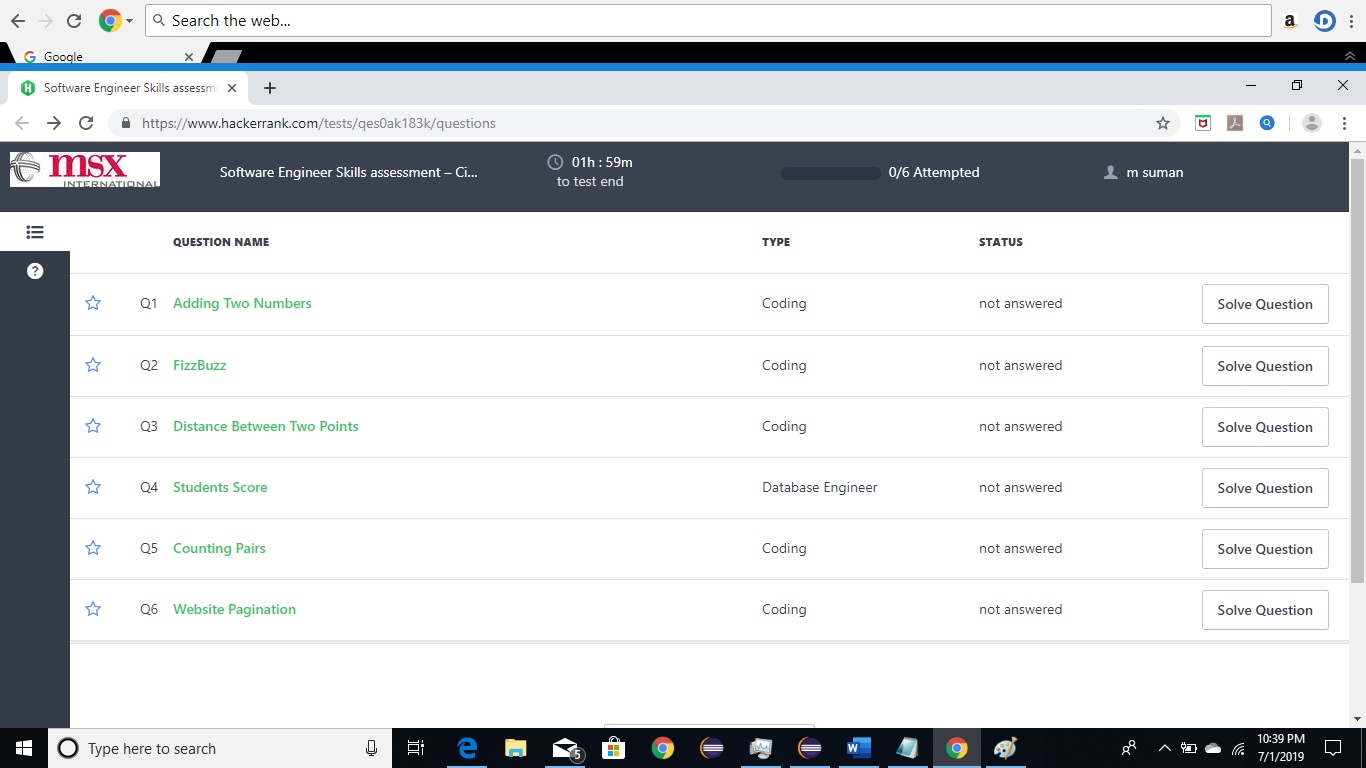 Search the web...
Google
Software Engineer Skills assessm
https://www.hackerrank.com/tests/qes0ak183k/questions
msx
INTERNATIONAL
Software Engineer Skills assessment – Ci...
01h : 59m
to test end
0/6 Attempted
m suman
QUESTION NAME TYPE STATUS
Q1 Adding Two Numbers Coding not answered Solve Question
Q2 FizzBuzz Coding not answered Solve Question
Q3 Distance Between Two Points Coding not answered Solve Question
Q4 Students Score Database Engineer not answered Solve Question
Q5 Counting Pairs Coding not answered Solve Question
Q6 Website Pagination Coding not answered Solve Question
Type here to search
5
10:39 PM
7/1/2019